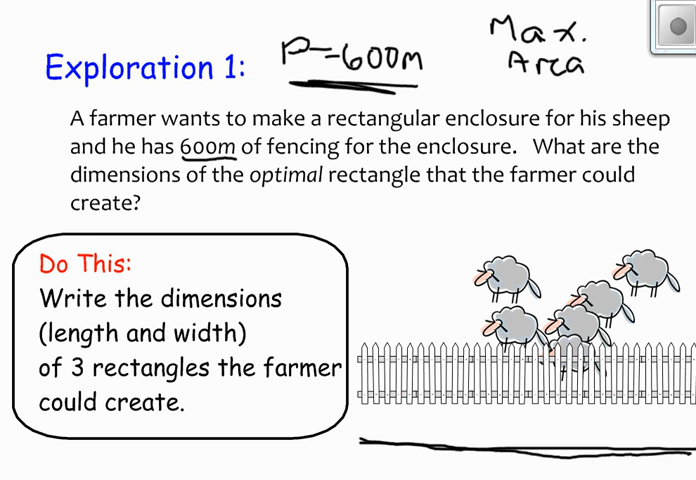 Exploration 1:
P=600m
Max.
Area
A farmer wants to make a rectangular enclosure for his sheep
and he has 600m of fencing for the enclosure. What are the
dimensions of the optimal rectangle that the farmer could
create?
Do This:
Write the dimensions
(length and width)
of 3 rectangles the farmer
could create.